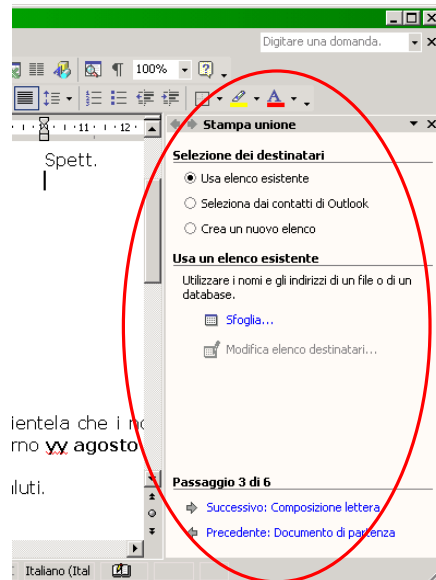 Digitare una domanda.
100%
11 · 12
Stampa unione
Spett.
Selezione dei destinatari
Usa elenco esistente
Seleziona dai contatti di Outlook
Crea un nuovo elenco
Usa un elenco esistente
Utilizzare i nomi e gli indirizzi di un file o di un
database.
Sfoglia...
Modifica elenco destinatari...
ientela che i no
rno yy agosto
luti.
Passaggio 3 di 6
Successivo: Composizione lettera
Precedente: Documento di partenza
Italiano (Ital